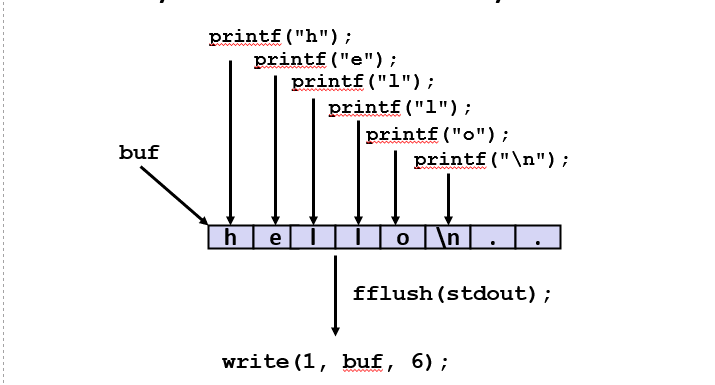 printf("h");
printf("e");
printf("l");
printf("l");
printf("o");
printf("\n");
buf
h e l l o \n . .
fflush(stdout);
write(1, buf, 6);